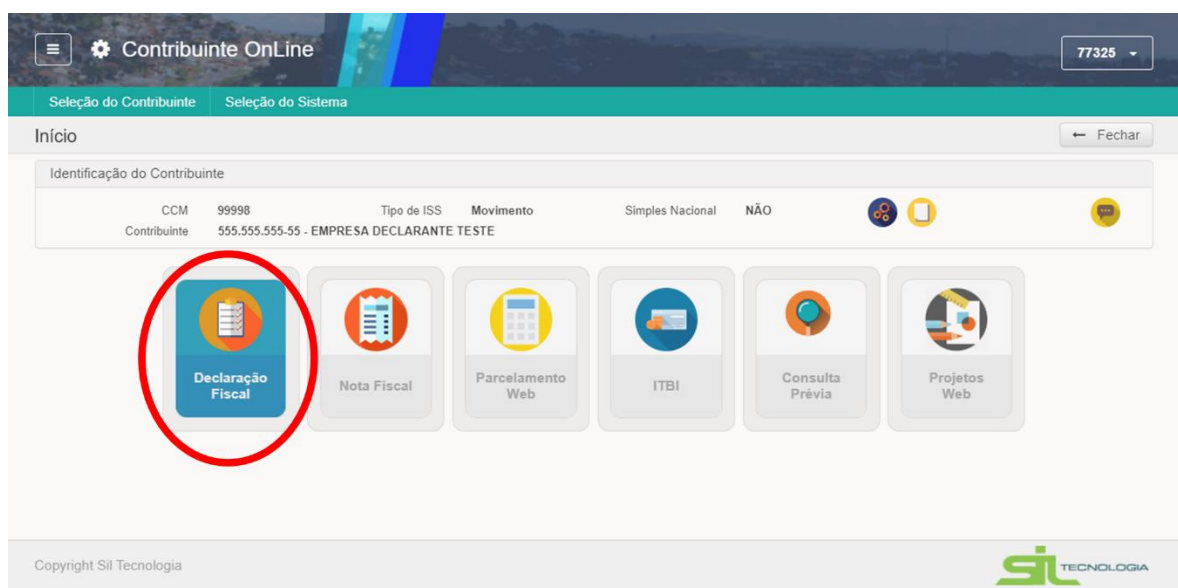 Contribuinte OnLine
77325
Seleção do Contribuinte Seleção do Sistema
Início
← Fechar
Identificação do Contribuinte
CCM 99998 Tipo de ISS Movimento Simples Nacional NÃO
Contribuinte 555.555.555-55 - EMPRESA DECLARANTE TESTE
Declaração
Fiscal
Nota Fiscal
Parcelamento
Web
ITBI
Consulta
Prévia
Projetos
Web
Copyright Sil Tecnologia
SIL TECNOLOGIA